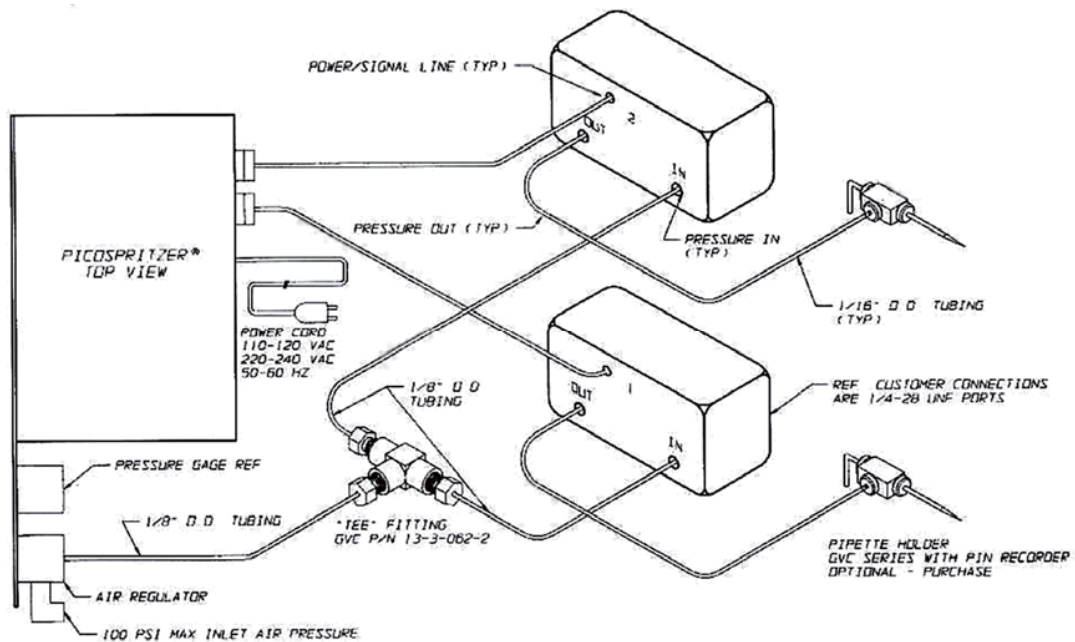 POWER/SIGNAL LINE (TYP)
2
OUT
IN
PICOSPRITZER®
TOP VIEW
PRESSURE OUT (TYP)
PRESSURE IN
(TYP)
1/16" O.D TUBING
(TYP)
POWER CORD
110-120 VAC
220-240 VAC
50-60 HZ
1/8" O.D
TUBING
1
OUT
IN
REF. CUSTOMER CONNECTIONS
ARE 1/4-28 UNF PORTS
PRESSURE GAGE REF
1/8" O.D TUBING
"TEE" FITTING
GVC P/N 13-3-062-2
PIPETTE HOLDER
GVC SERIES WITH PIN RECORDER
OPTIONAL - PURCHASE
AIR REGULATOR
100 PSI MAX INLET AIR PRESSURE